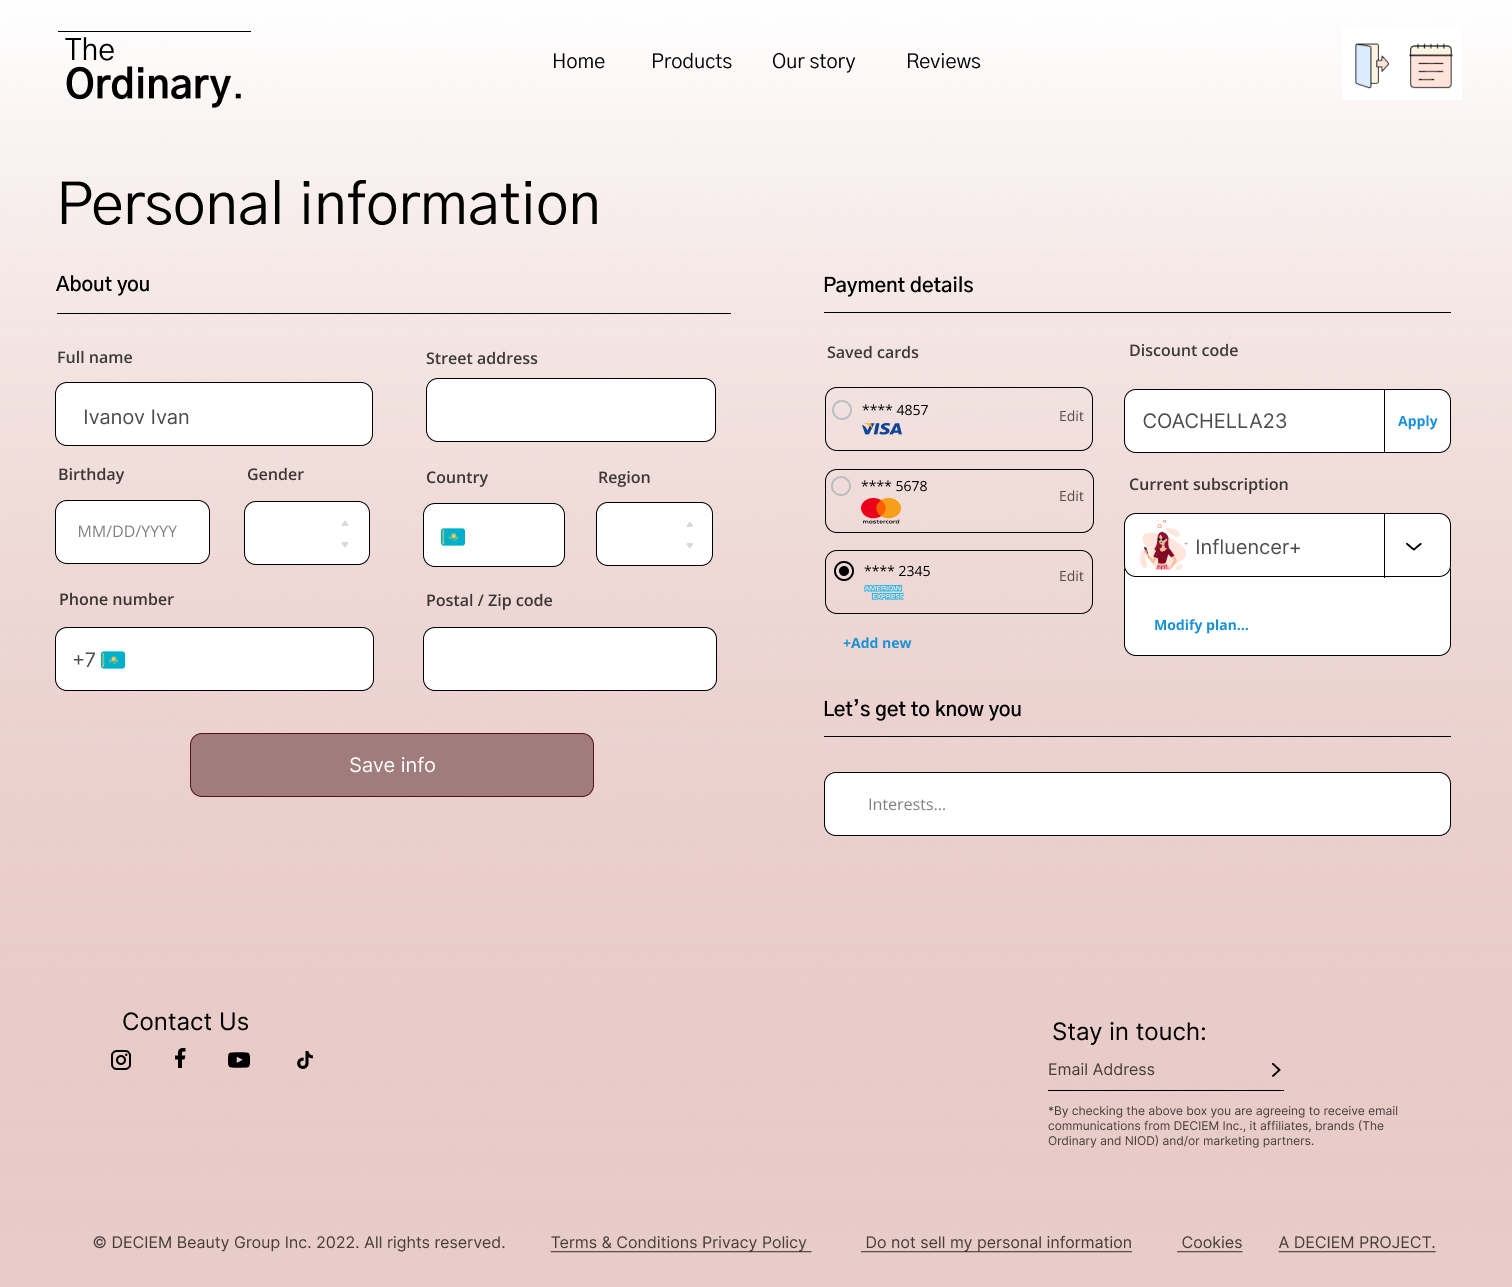 The
Ordinary.
Home
Products
Our story
Reviews
Personal information
About you
Full name
Street address
Ivanov Ivan
Birthday
Gender
Country
Region
MM/DD/YYYY
Phone number
Postal / Zip code
+7
Save info
Payment details
Saved cards
Discount code
**** 4857
VISA
Edit
COACHELLA23
Apply
**** 5678
mastercard
Edit
Current subscription
Influencer+
**** 2345
AMERICAN
EXPRESS
Edit
Modify plan...
+Add new
Let’s get to know you
Interests...
Contact Us
Stay in touch:
Email Address
*By checking the above box you are agreeing to receive email
communications from DECIEM Inc., it affiliates, brands (The
Ordinary and NIOD) and/or marketing partners.
© DECIEM Beauty Group Inc. 2022. All rights reserved.
Terms & Conditions Privacy Policy
Do not sell my personal information
Cookies
A DECIEM PROJECT.